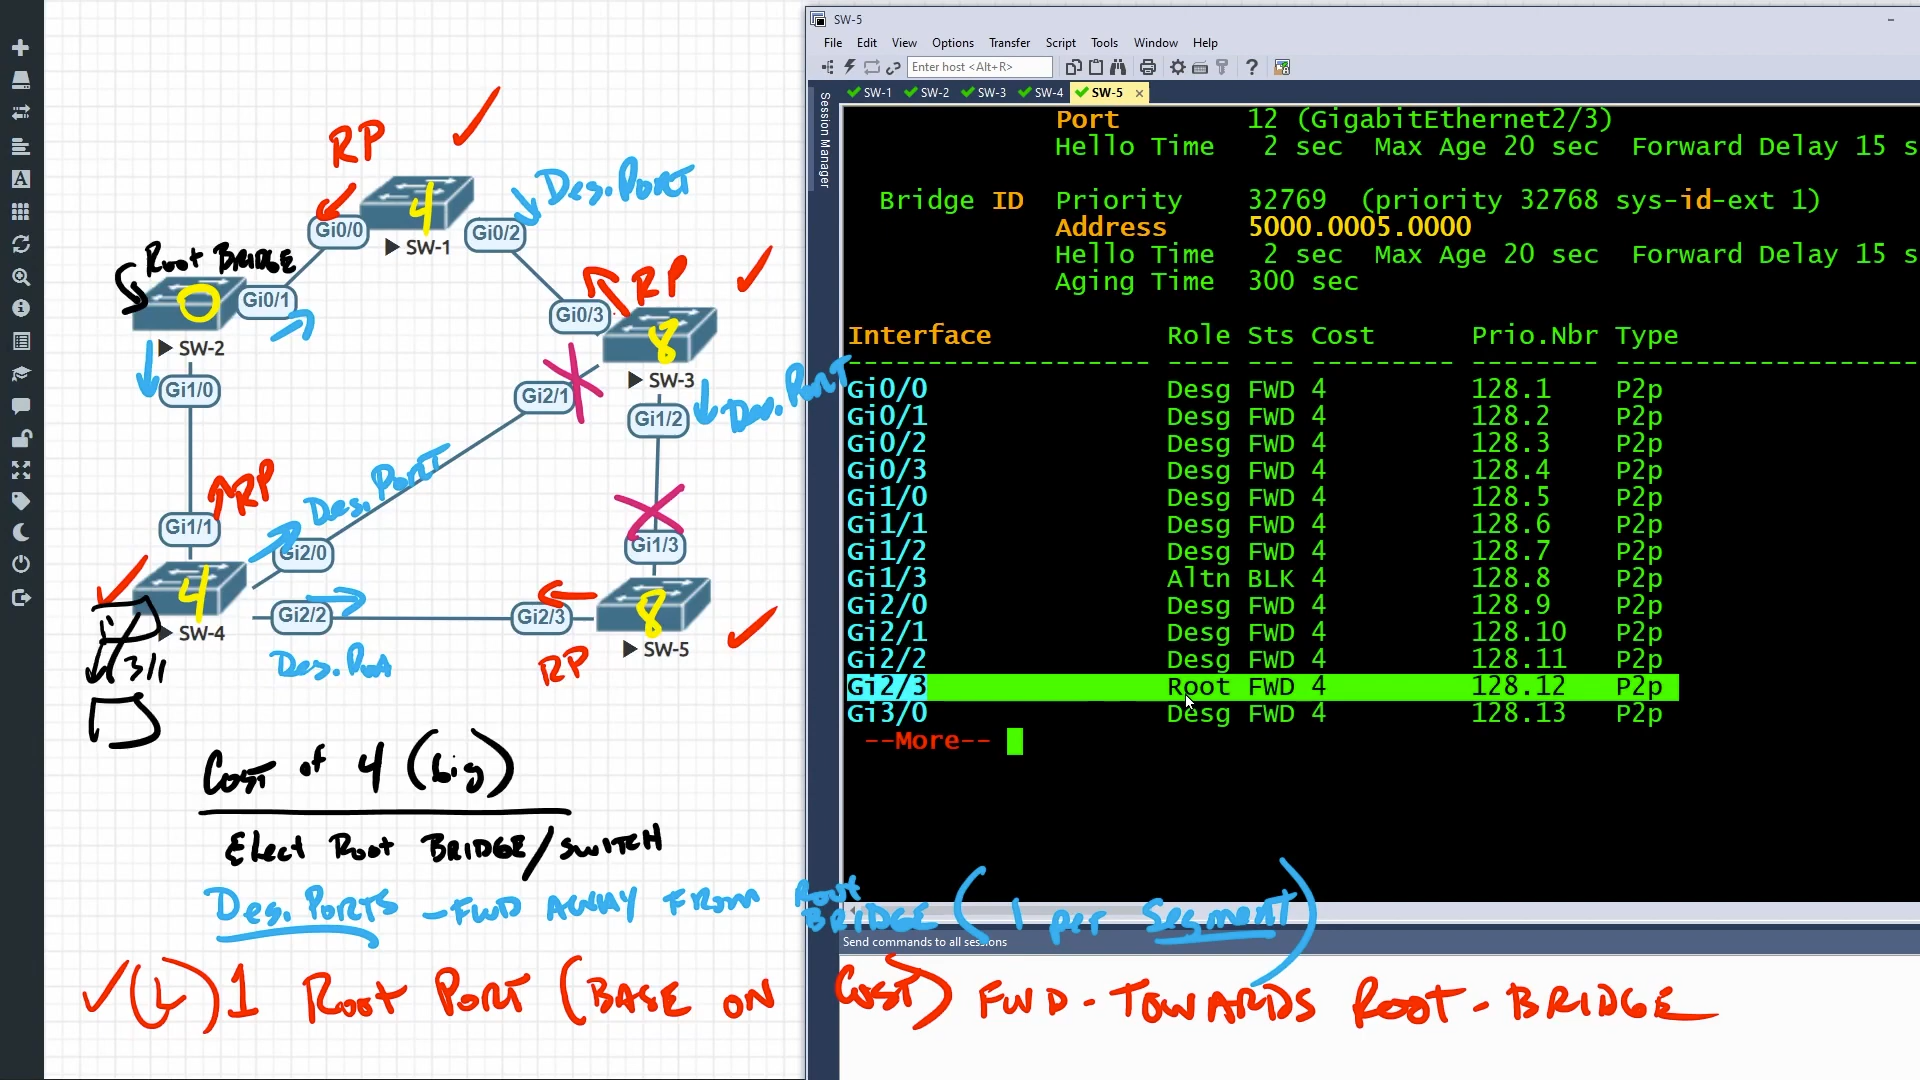 SW-5
File Edit View Options Transfer Script Tools Window Help
Enter host <Alt+R>
SW-1 SW-2 SW-3 SW-4 SW-5
Session Manager
Port 12 (GigabitEthernet2/3)
Hello Time 2 sec Max Age 20 sec Forward Delay 15 s
Bridge ID Priority 32769 (priority 32768 sys-id-ext 1)
Address 5000.0005.0000
Hello Time 2 sec Max Age 20 sec Forward Delay 15 s
Aging Time 300 sec
Interface Role Sts Cost Prio.Nbr Type
Gi0/0 Desg FWD 4 128.1 P2p
Gi0/1 Desg FWD 4 128.2 P2p
Gi0/2 Desg FWD 4 128.3 P2p
Gi0/3 Desg FWD 4 128.4 P2p
Gi1/0 Desg FWD 4 128.5 P2p
Gi1/1 Desg FWD 4 128.6 P2p
Gi1/2 Desg FWD 4 128.7 P2p
Gi1/3 Altn BLK 4 128.8 P2p
Gi2/0 Desg FWD 4 128.9 P2p
Gi2/1 Desg FWD 4 128.10 P2p
Gi2/2 Desg FWD 4 128.11 P2p
Gi2/3 Root FWD 4 128.12 P2p
Gi3/0 Desg FWD 4 128.13 P2p
--More--
Send commands to all sessions
RP
4
Des. PORT
Gi0/0
SW-1
Gi0/2
Root BRIDGE
0
Gi0/1
SW-2
RP
Gi0/3
8
SW-3
Gi1/0
Gi2/1
Gi1/2
Des. PORT
RP
Des. PORT
Gi1/1
Gi2/0
Gi1/3
4
SW-4
Gi2/2
Gi2/3
8
SW-5
3/1
Des. Port
RP
Cost of 4 (big)
Elect Root BRIDGE/SWITCH
Des. PORTS - FWD AWAY FROM Root BRIDGE (1 per Segment)
(L) 1 Root PORT (BASE ON Cost) FWD - TOWARDS Root - BRIDGE